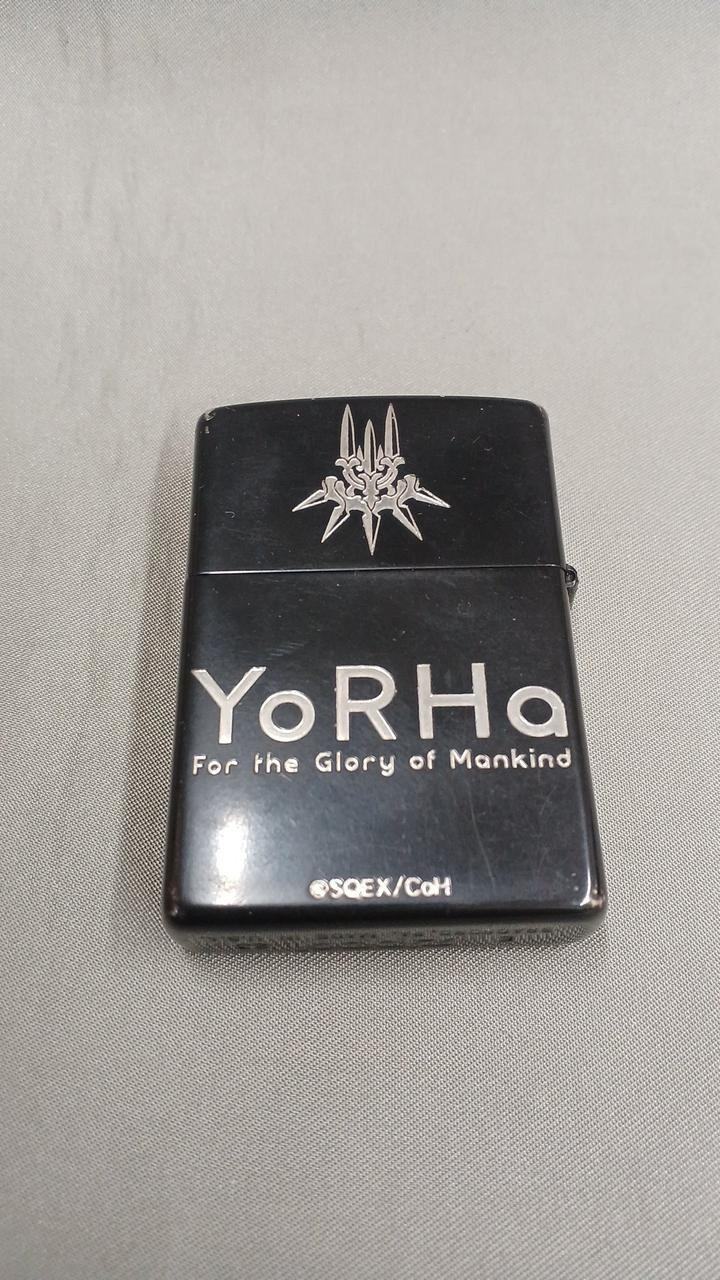 YoRHa
For the Glory of Mankind
©SQEX/CoH